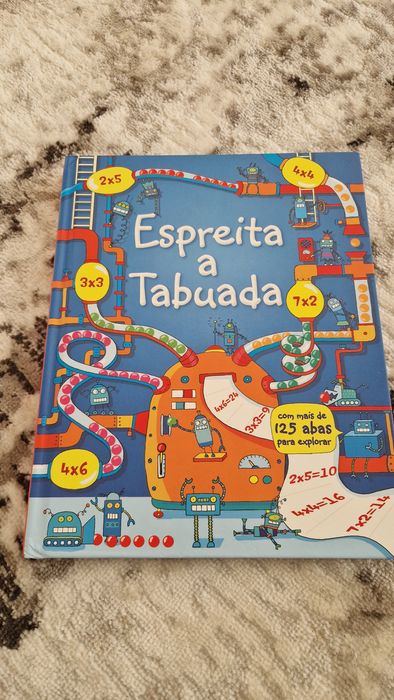 2x5
4x4
Espreita
a
Tabuada
3x3
7x2
4x6=24
3x3=9
com mais de
125 abas
para explorar
4x6
2x5=10
4x4=16
7x2=14